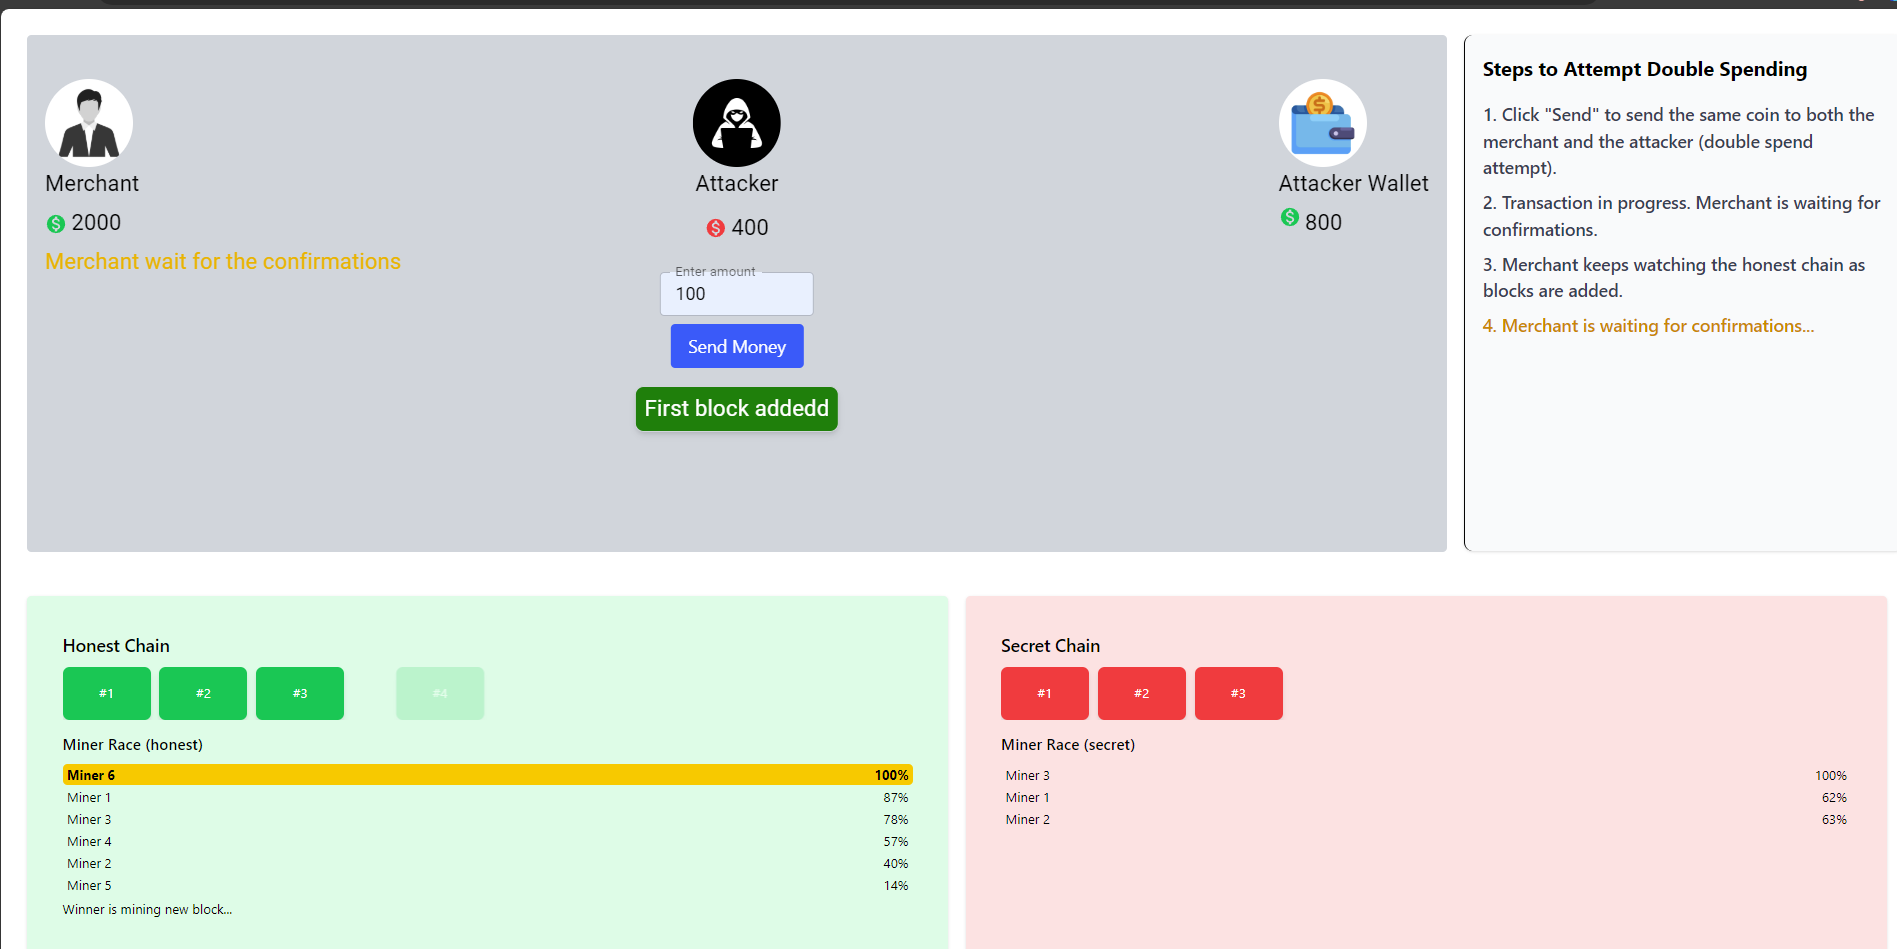 Merchant
2000
Merchant wait for the confirmations
Attacker
400
Enter amount
100
Send Money
First block addedd
Attacker Wallet
800
Steps to Attempt Double Spending
1. Click "Send" to send the same coin to both the
merchant and the attacker (double spend
attempt).
2. Transaction in progress. Merchant is waiting for
confirmations.
3. Merchant keeps watching the honest chain as
blocks are added.
4. Merchant is waiting for confirmations...
Honest Chain
#1 #2 #3 #4
Miner Race (honest)
Miner 6 100%
Miner 1 87%
Miner 3 78%
Miner 4 57%
Miner 2 40%
Miner 5 14%
Winner is mining new block...
Secret Chain
#1 #2 #3
Miner Race (secret)
Miner 3 100%
Miner 1 62%
Miner 2 63%